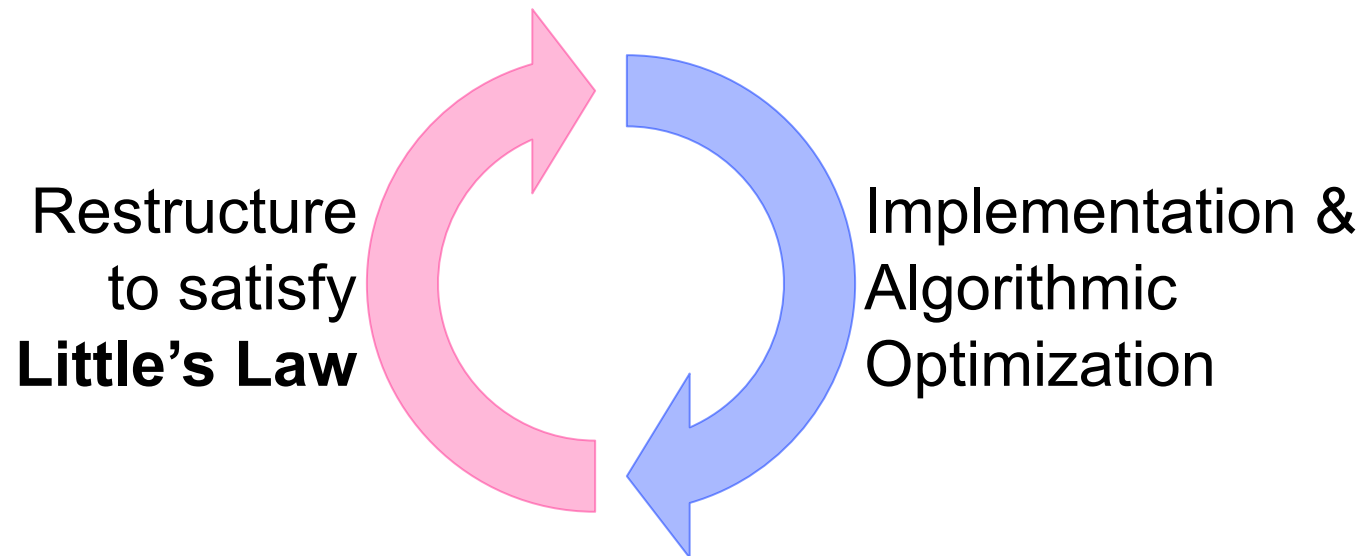 Restructure
to satisfy
Little’s Law
Implementation &
Algorithmic
Optimization